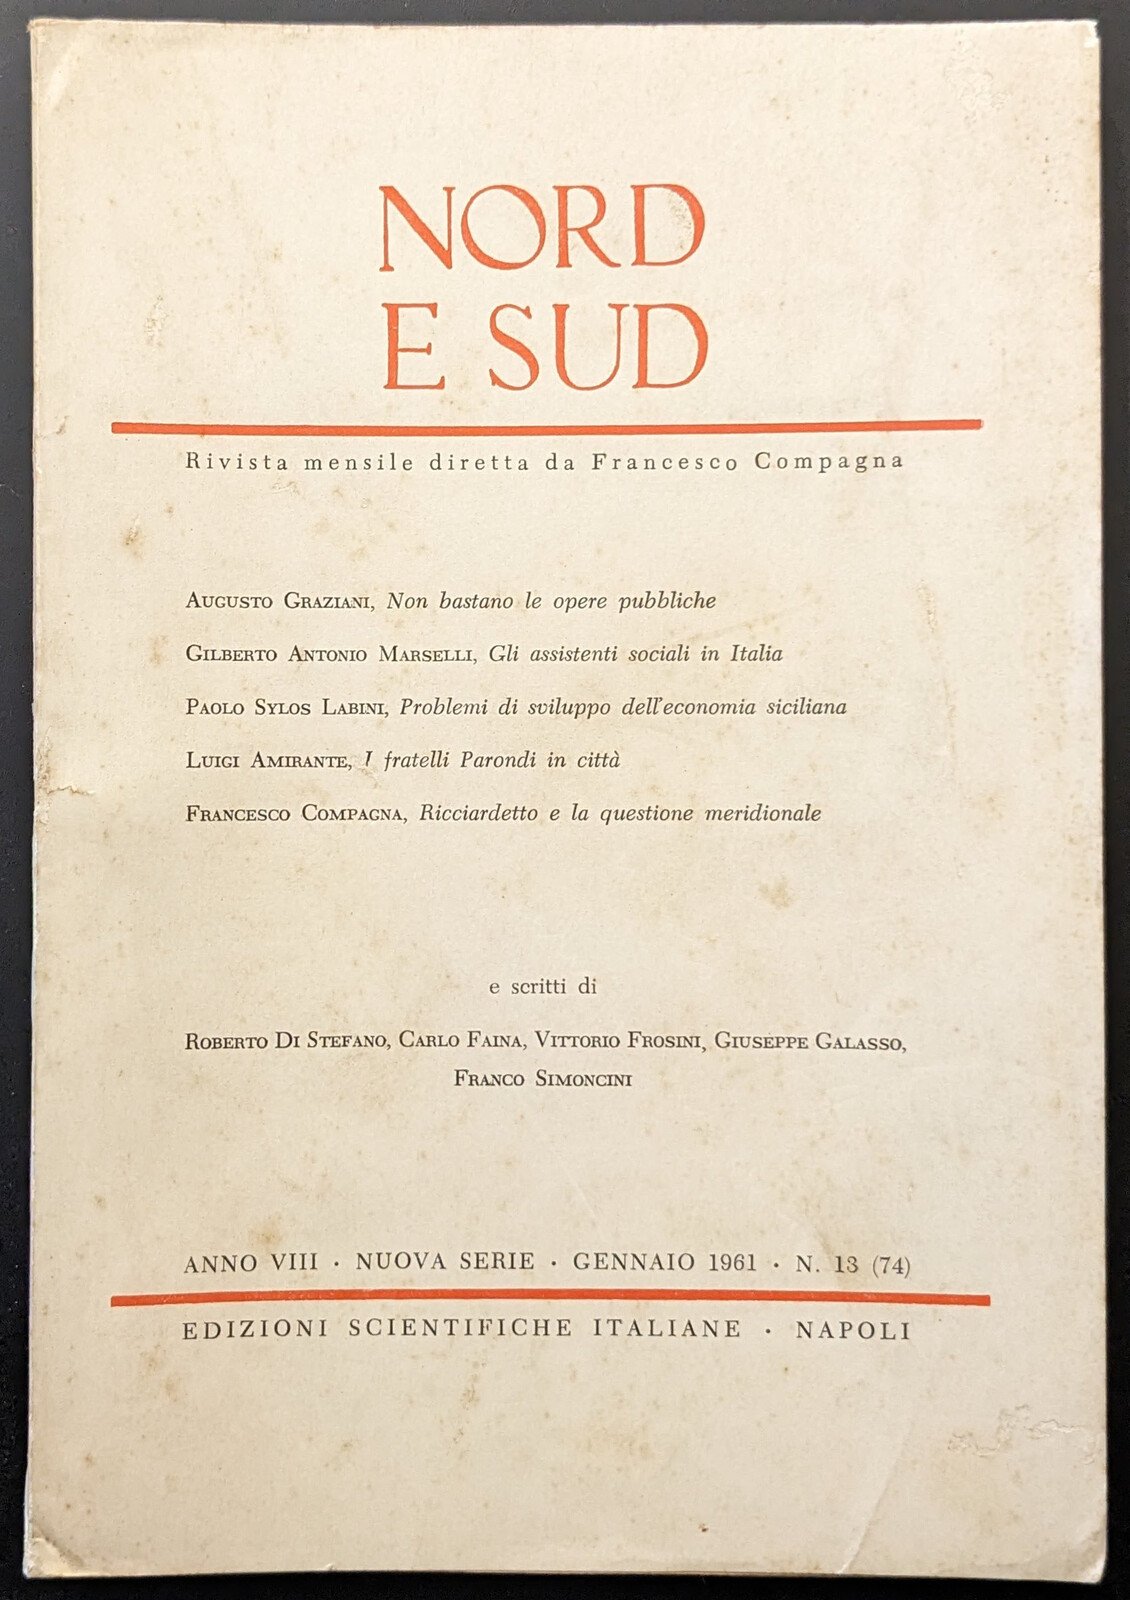 NORD
E SUD
Rivista mensile diretta da Francesco Compagna
Augusto Graziani, Non bastano le opere pubbliche
Gilberto Antonio Marselli, Gli assistenti sociali in Italia
Paolo Sylos Labini, Problemi di sviluppo dell'economia siciliana
Luigi Amirante, I fratelli Parondi in città
Francesco Compagna, Ricciardetto e la questione meridionale
e scritti di
Roberto Di Stefano, Carlo Faina, Vittorio Frosini, Giuseppe Galasso,
Franco Simoncini
ANNO VIII · NUOVA SERIE · GENNAIO 1961 · N. 13 (74)
EDIZIONI SCIENTIFICHE ITALIANE · NAPOLI